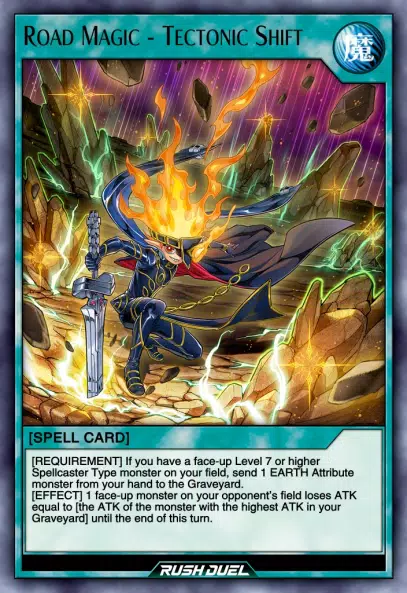 ROAD MAGIC - TECTONIC SHIFT
魔
[SPELL CARD]
[REQUIREMENT] If you have a face-up Level 7 or higher
Spellcaster Type monster on your field, send 1 EARTH Attribute
monster from your hand to the Graveyard.
[EFFECT] 1 face-up monster on your opponent's field loses ATK
equal to [the ATK of the monster with the highest ATK in your
Graveyard] until the end of this turn.
RUSH DUEL